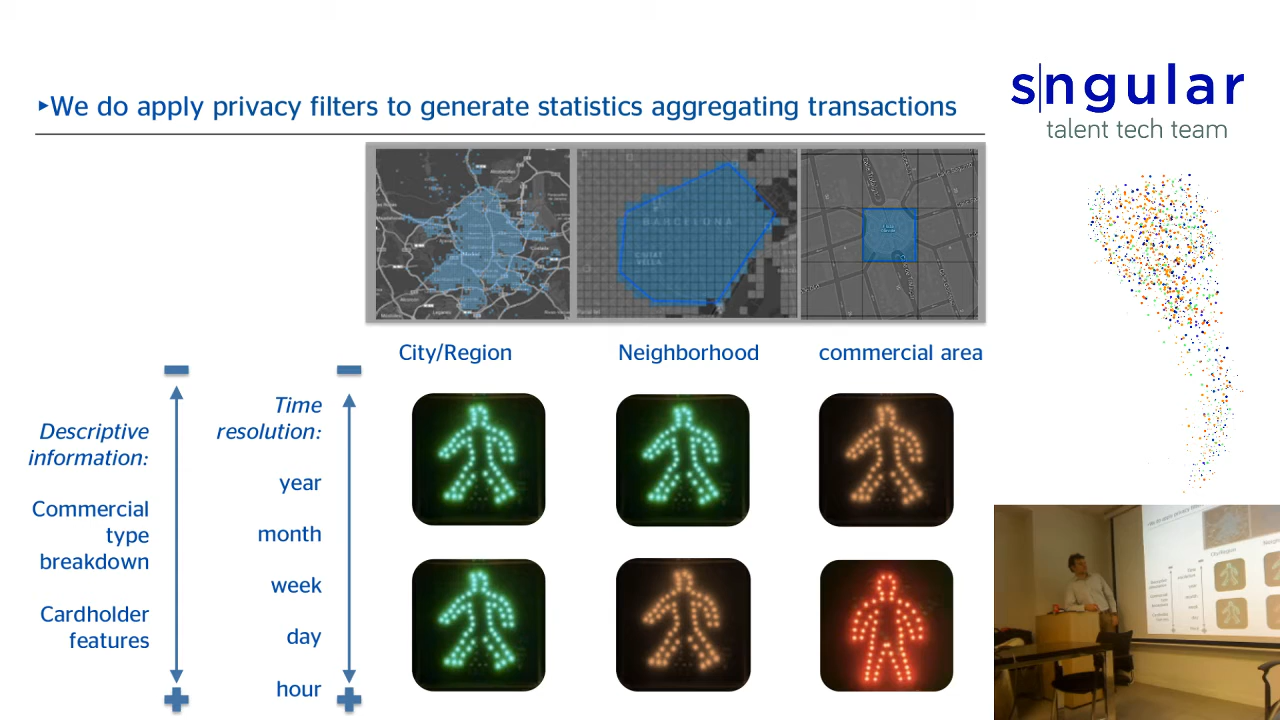 ▸We do apply privacy filters to generate statistics aggregating transactions
s|ngular
talent tech team
BARCELONA
City/Region
Neighborhood
commercial area
Descriptive
information:
Commercial
type
breakdown
Cardholder
features
Time
resolution:
year
month
week
day
hour